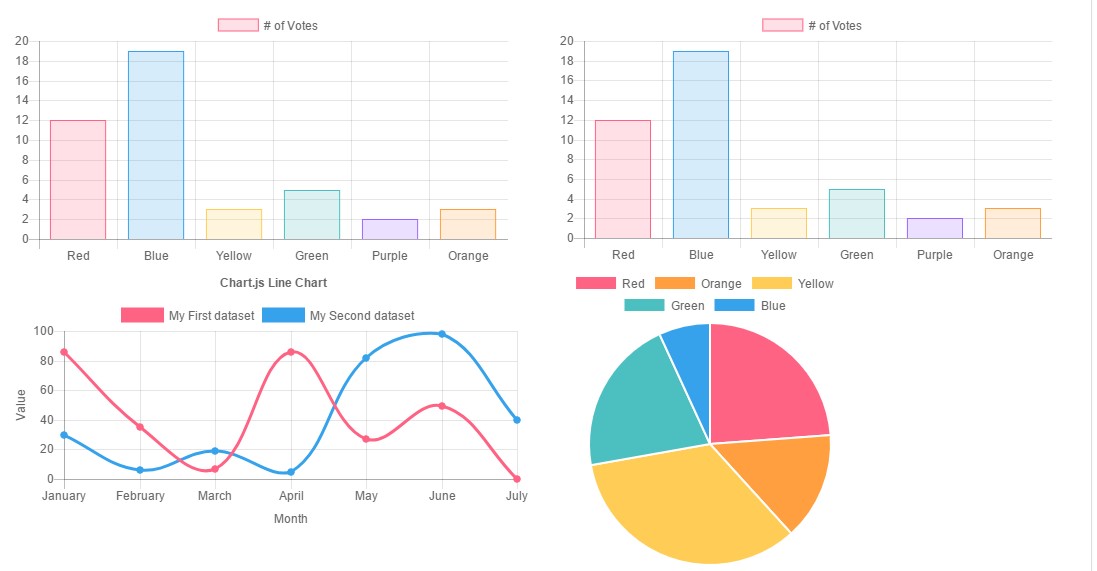 # of Votes
20
18
16
14
12
10
8
6
4
2
0
Red Blue Yellow Green Purple Orange
# of Votes
20
18
16
14
12
10
8
6
4
2
0
Red Blue Yellow Green Purple Orange
Chart.js Line Chart
My First dataset My Second dataset
Value
100
80
60
40
20
0
January February March April May June July
Month
Red Orange Yellow
Green Blue